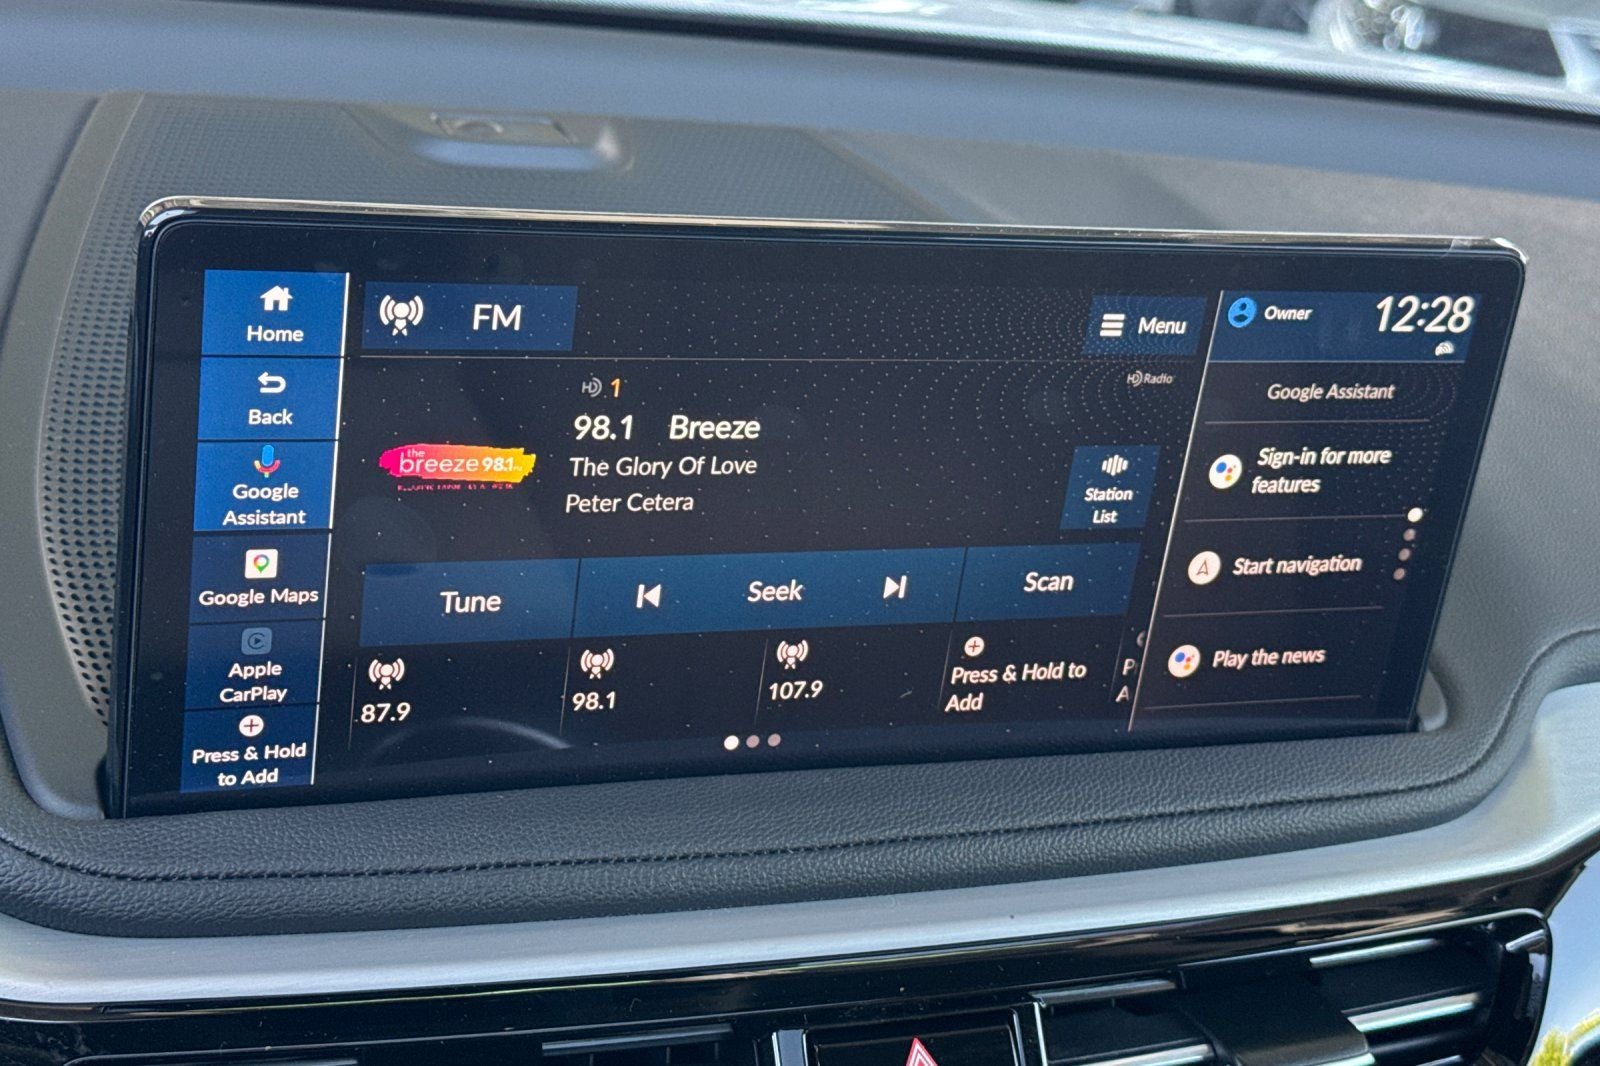 Home
Back
Google
Assistant
Google Maps
Apple
CarPlay
Press & Hold
to Add
FM
Menu
HD 1
HD Radio
98.1 Breeze
The Glory Of Love
Peter Cetera
the
breeze 98.1
Station
List
Tune
Seek
Scan
87.9
98.1
107.9
Press & Hold to
Add
P
A
Owner
12:28
Google Assistant
Sign-in for more
features
Start navigation
Play the news